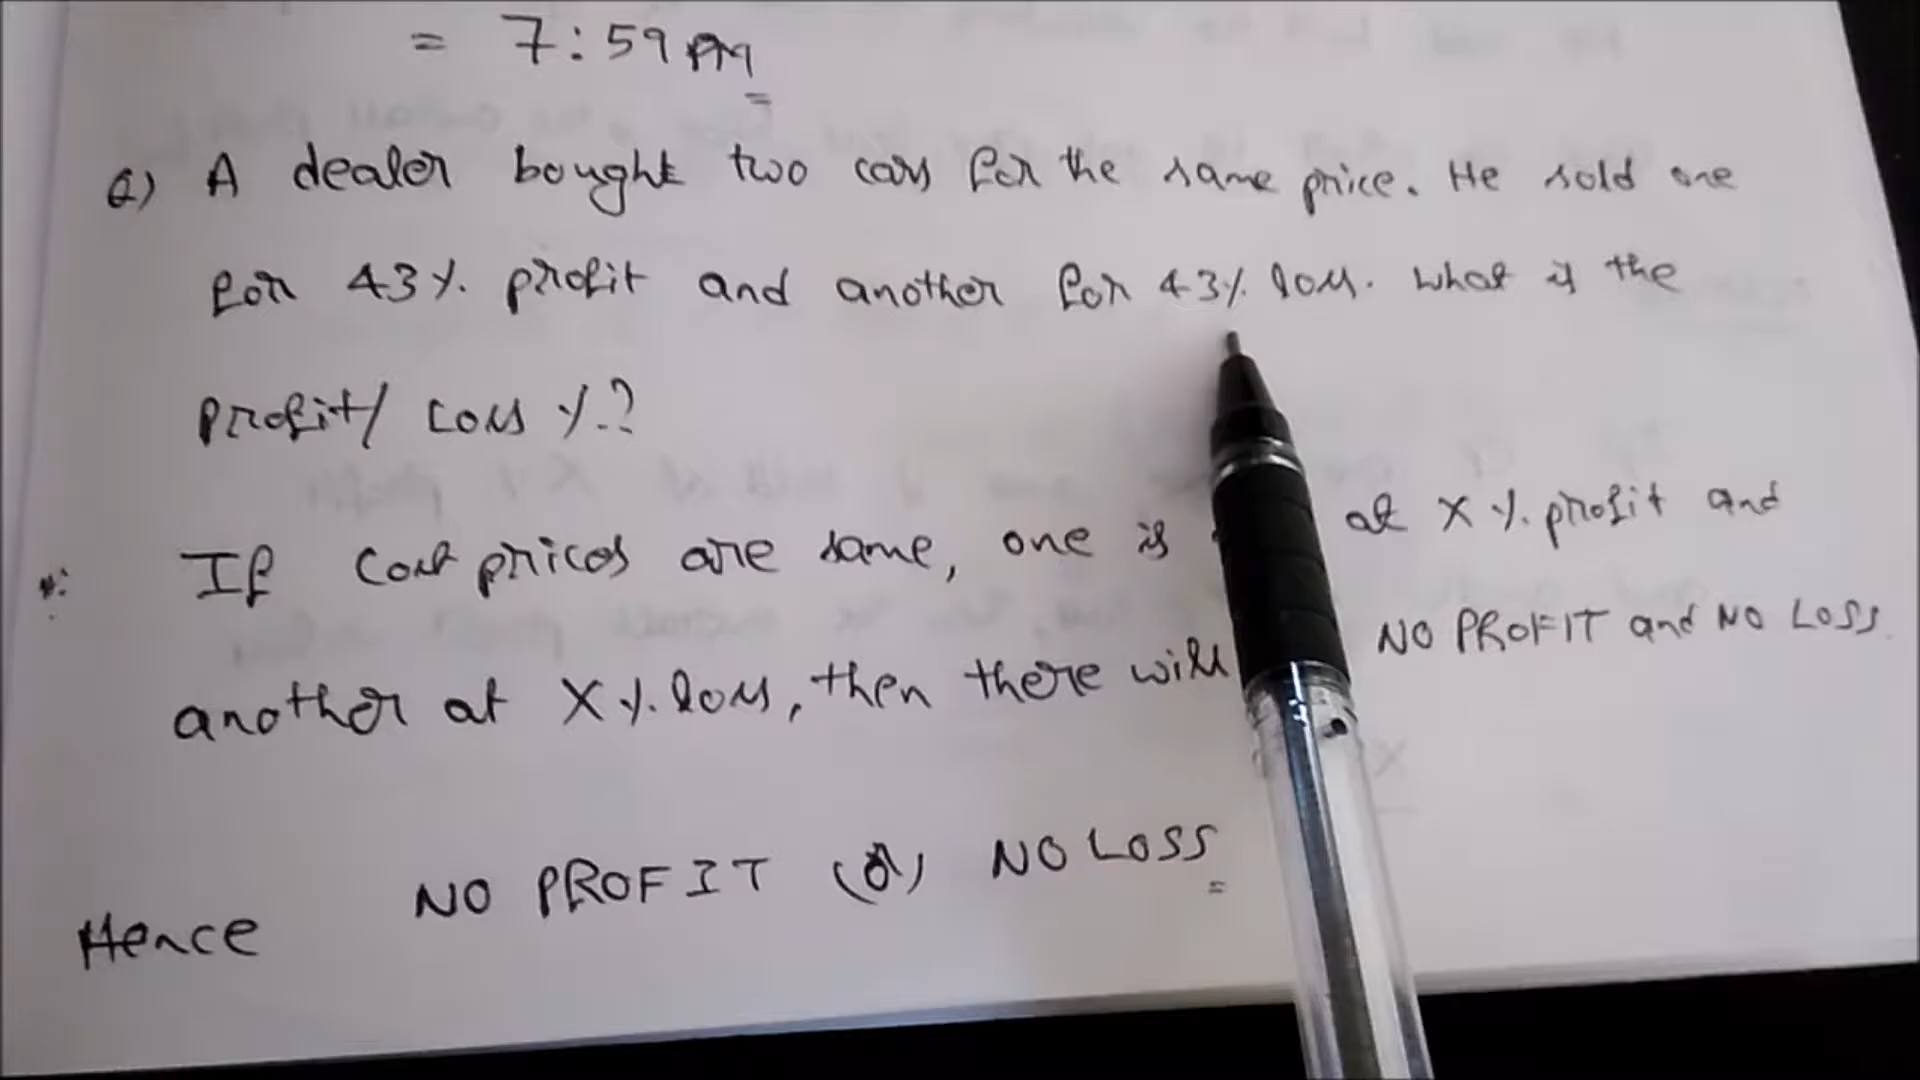 = 7:59 PM
Q) A dealer bought two cars for the same price. He sold one
for 43%. profit and another for 43% loss. What is the
Profit/ Loss %.?
If Cost prices are same, one is at X %. profit and
another at X %. loss, then there will NO PROFIT and NO LOSS
Hence NO PROFIT (or) NO LOSS